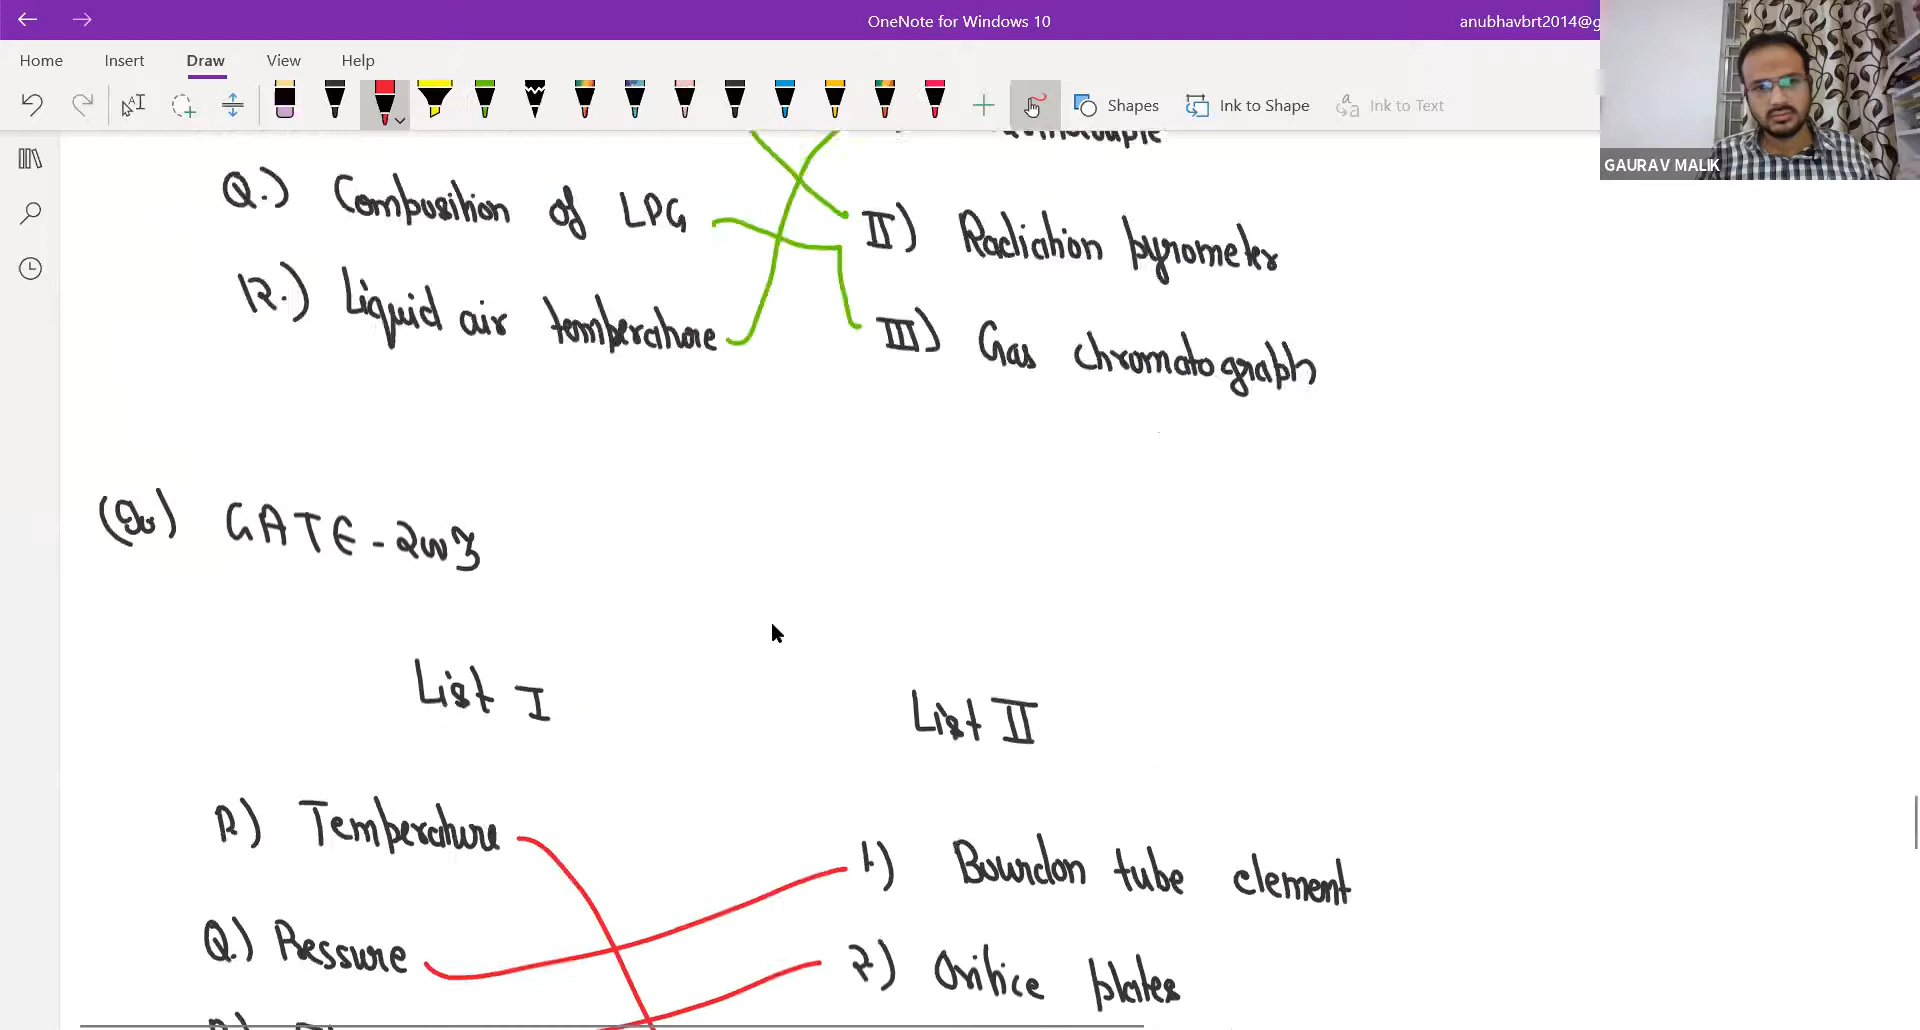 OneNote for Windows 10
anubhavbrt2014@g
Home Insert Draw View Help
Shapes Ink to Shape Ink to Text
GAURAV MALIK
Q.) Composition of LPG
II) Radiation pyrometer
R.) Liquid air temperature
III) Gas chromatograph
(Qu) GATE-2003
List I
List II
P) Temperature
1) Bourdon tube element
Q.) Pressure
2) Orifice plates